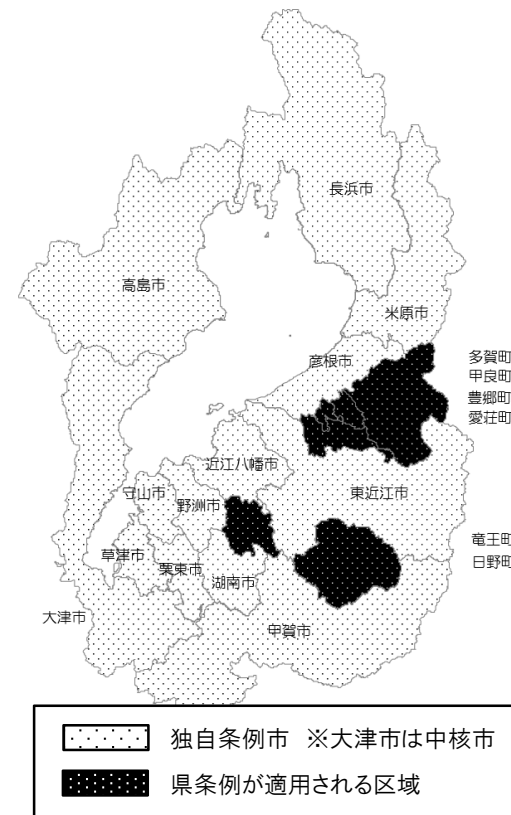 長浜市
高島市
米原市
彦根市
多賀町
甲良町
豊郷町
愛荘町
近江八幡市
東近江市
守山市
野洲市
竜王町
草津市
栗東市
湖南市
日野町
大津市
甲賀市
独自条例市 ※大津市は中核市
県条例が適用される区域